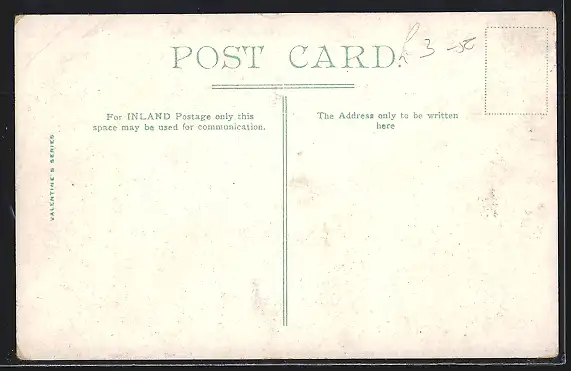 POST CARD.
£ 3-50
For INLAND Postage only this
space may be used for communication.
The Address only to be written
here
VALENTINE'S SERIES